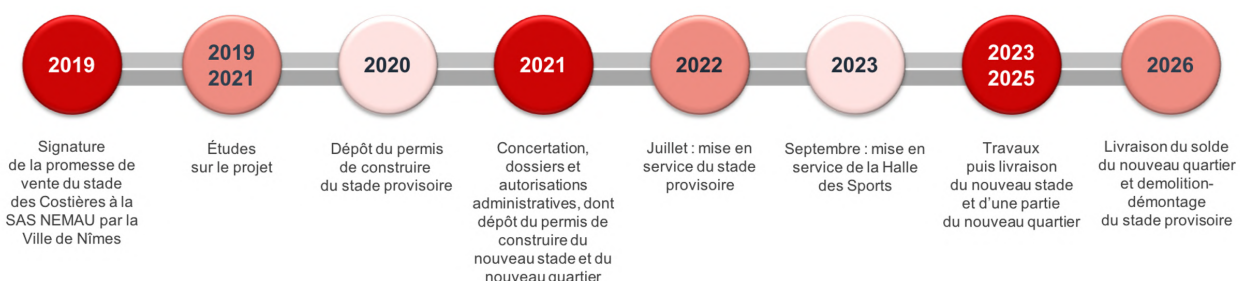 2019
Signature
de la promesse de
vente du stade
des Costières à la
SAS NEMAU par la
Ville de Nîmes
2019
2021
Études
sur le projet
2020
Dépôt du permis
de construire
du stade provisoire
2021
Concertation,
dossiers et
autorisations
administratives, dont
dépôt du permis de
construire du
nouveau stade et du
nouveau quartier
2022
Juillet : mise en
service du stade
provisoire
2023
Septembre : mise en
service de la Halle
des Sports
2023
2025
Travaux
puis livraison
du nouveau stade
et d'une partie
du nouveau quartier
2026
Livraison du solde
du nouveau quartier
et demolition-
démontage
du stade provisoire